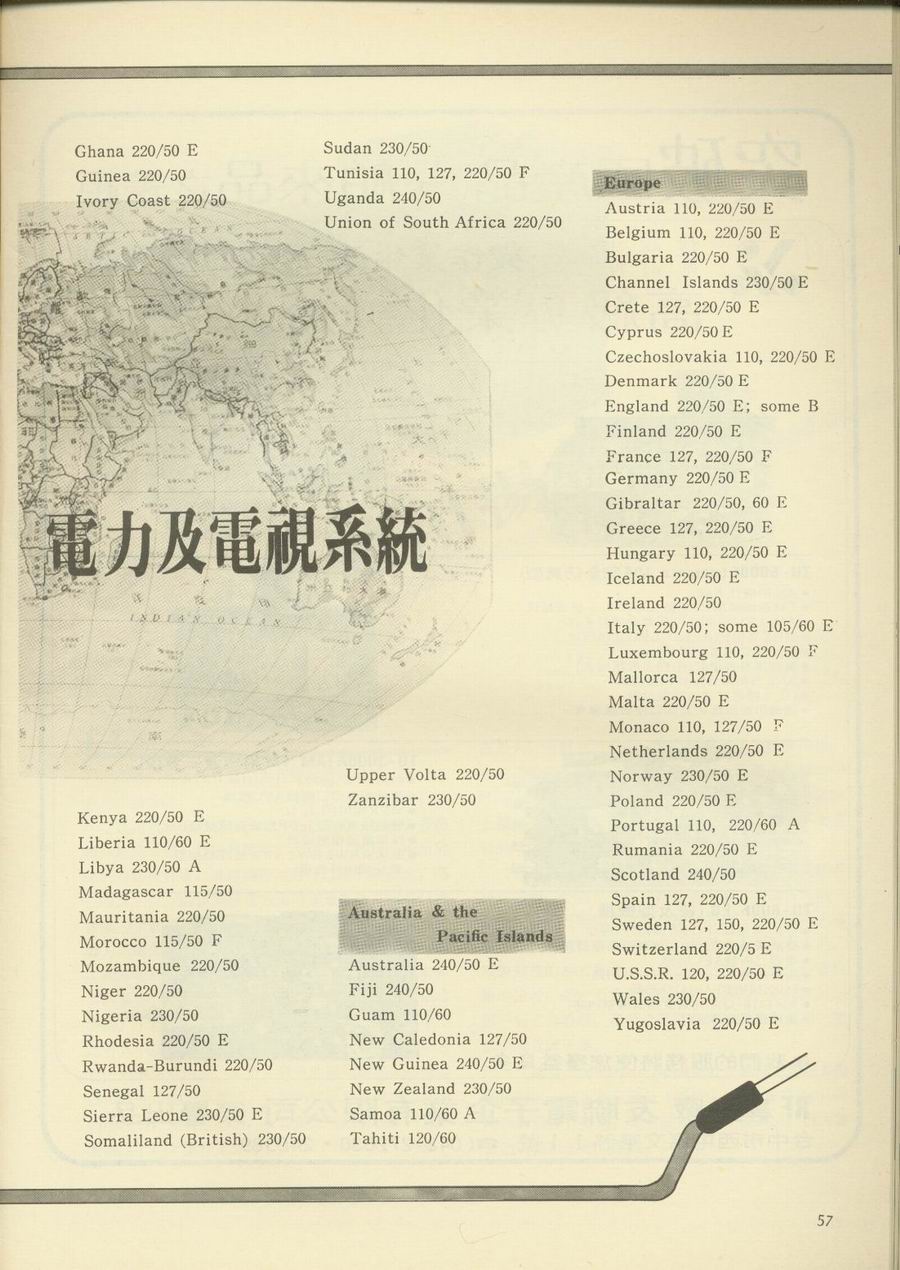 Ghana 220/50 E
Guinea 220/50
Ivory Coast 220/50
電力及電視系統
INDIAN OCEAN
Kenya 220/50 E
Liberia 110/60 E
Libya 230/50 A
Madagascar 115/50
Mauritania 220/50
Morocco 115/50 F
Mozambique 220/50
Niger 220/50
Nigeria 230/50
Rhodesia 220/50 E
Rwanda-Burundi 220/50
Senegal 127/50
Sierra Leone 230/50 E
Somaliland (British) 230/50
Sudan 230/50
Tunisia 110, 127, 220/50 F
Uganda 240/50
Union of South Africa 220/50
Upper Volta 220/50
Zanzibar 230/50
Australia & the
Pacific Islands
Australia 240/50 E
Fiji 240/50
Guam 110/60
New Caledonia 127/50
New Guinea 240/50 E
New Zealand 230/50
Samoa 110/60 A
Tahiti 120/60
Europe
Austria 110, 220/50 E
Belgium 110, 220/50 E
Bulgaria 220/50 E
Channel Islands 230/50 E
Crete 127, 220/50 E
Cyprus 220/50 E
Czechoslovakia 110, 220/50 E
Denmark 220/50 E
England 220/50 E; some B
Finland 220/50 E
France 127, 220/50 F
Germany 220/50 E
Gibraltar 220/50, 60 E
Greece 127, 220/50 E
Hungary 110, 220/50 E
Iceland 220/50 E
Ireland 220/50
Italy 220/50; some 105/60 E
Luxembourg 110, 220/50 F
Mallorca 127/50
Malta 220/50 E
Monaco 110, 127/50 F
Netherlands 220/50 E
Norway 230/50 E
Poland 220/50 E
Portugal 110, 220/60 A
Rumania 220/50 E
Scotland 240/50
Spain 127, 220/50 E
Sweden 127, 150, 220/50 E
Switzerland 220/5 E
U.S.S.R. 120, 220/50 E
Wales 230/50
Yugoslavia 220/50 E
57